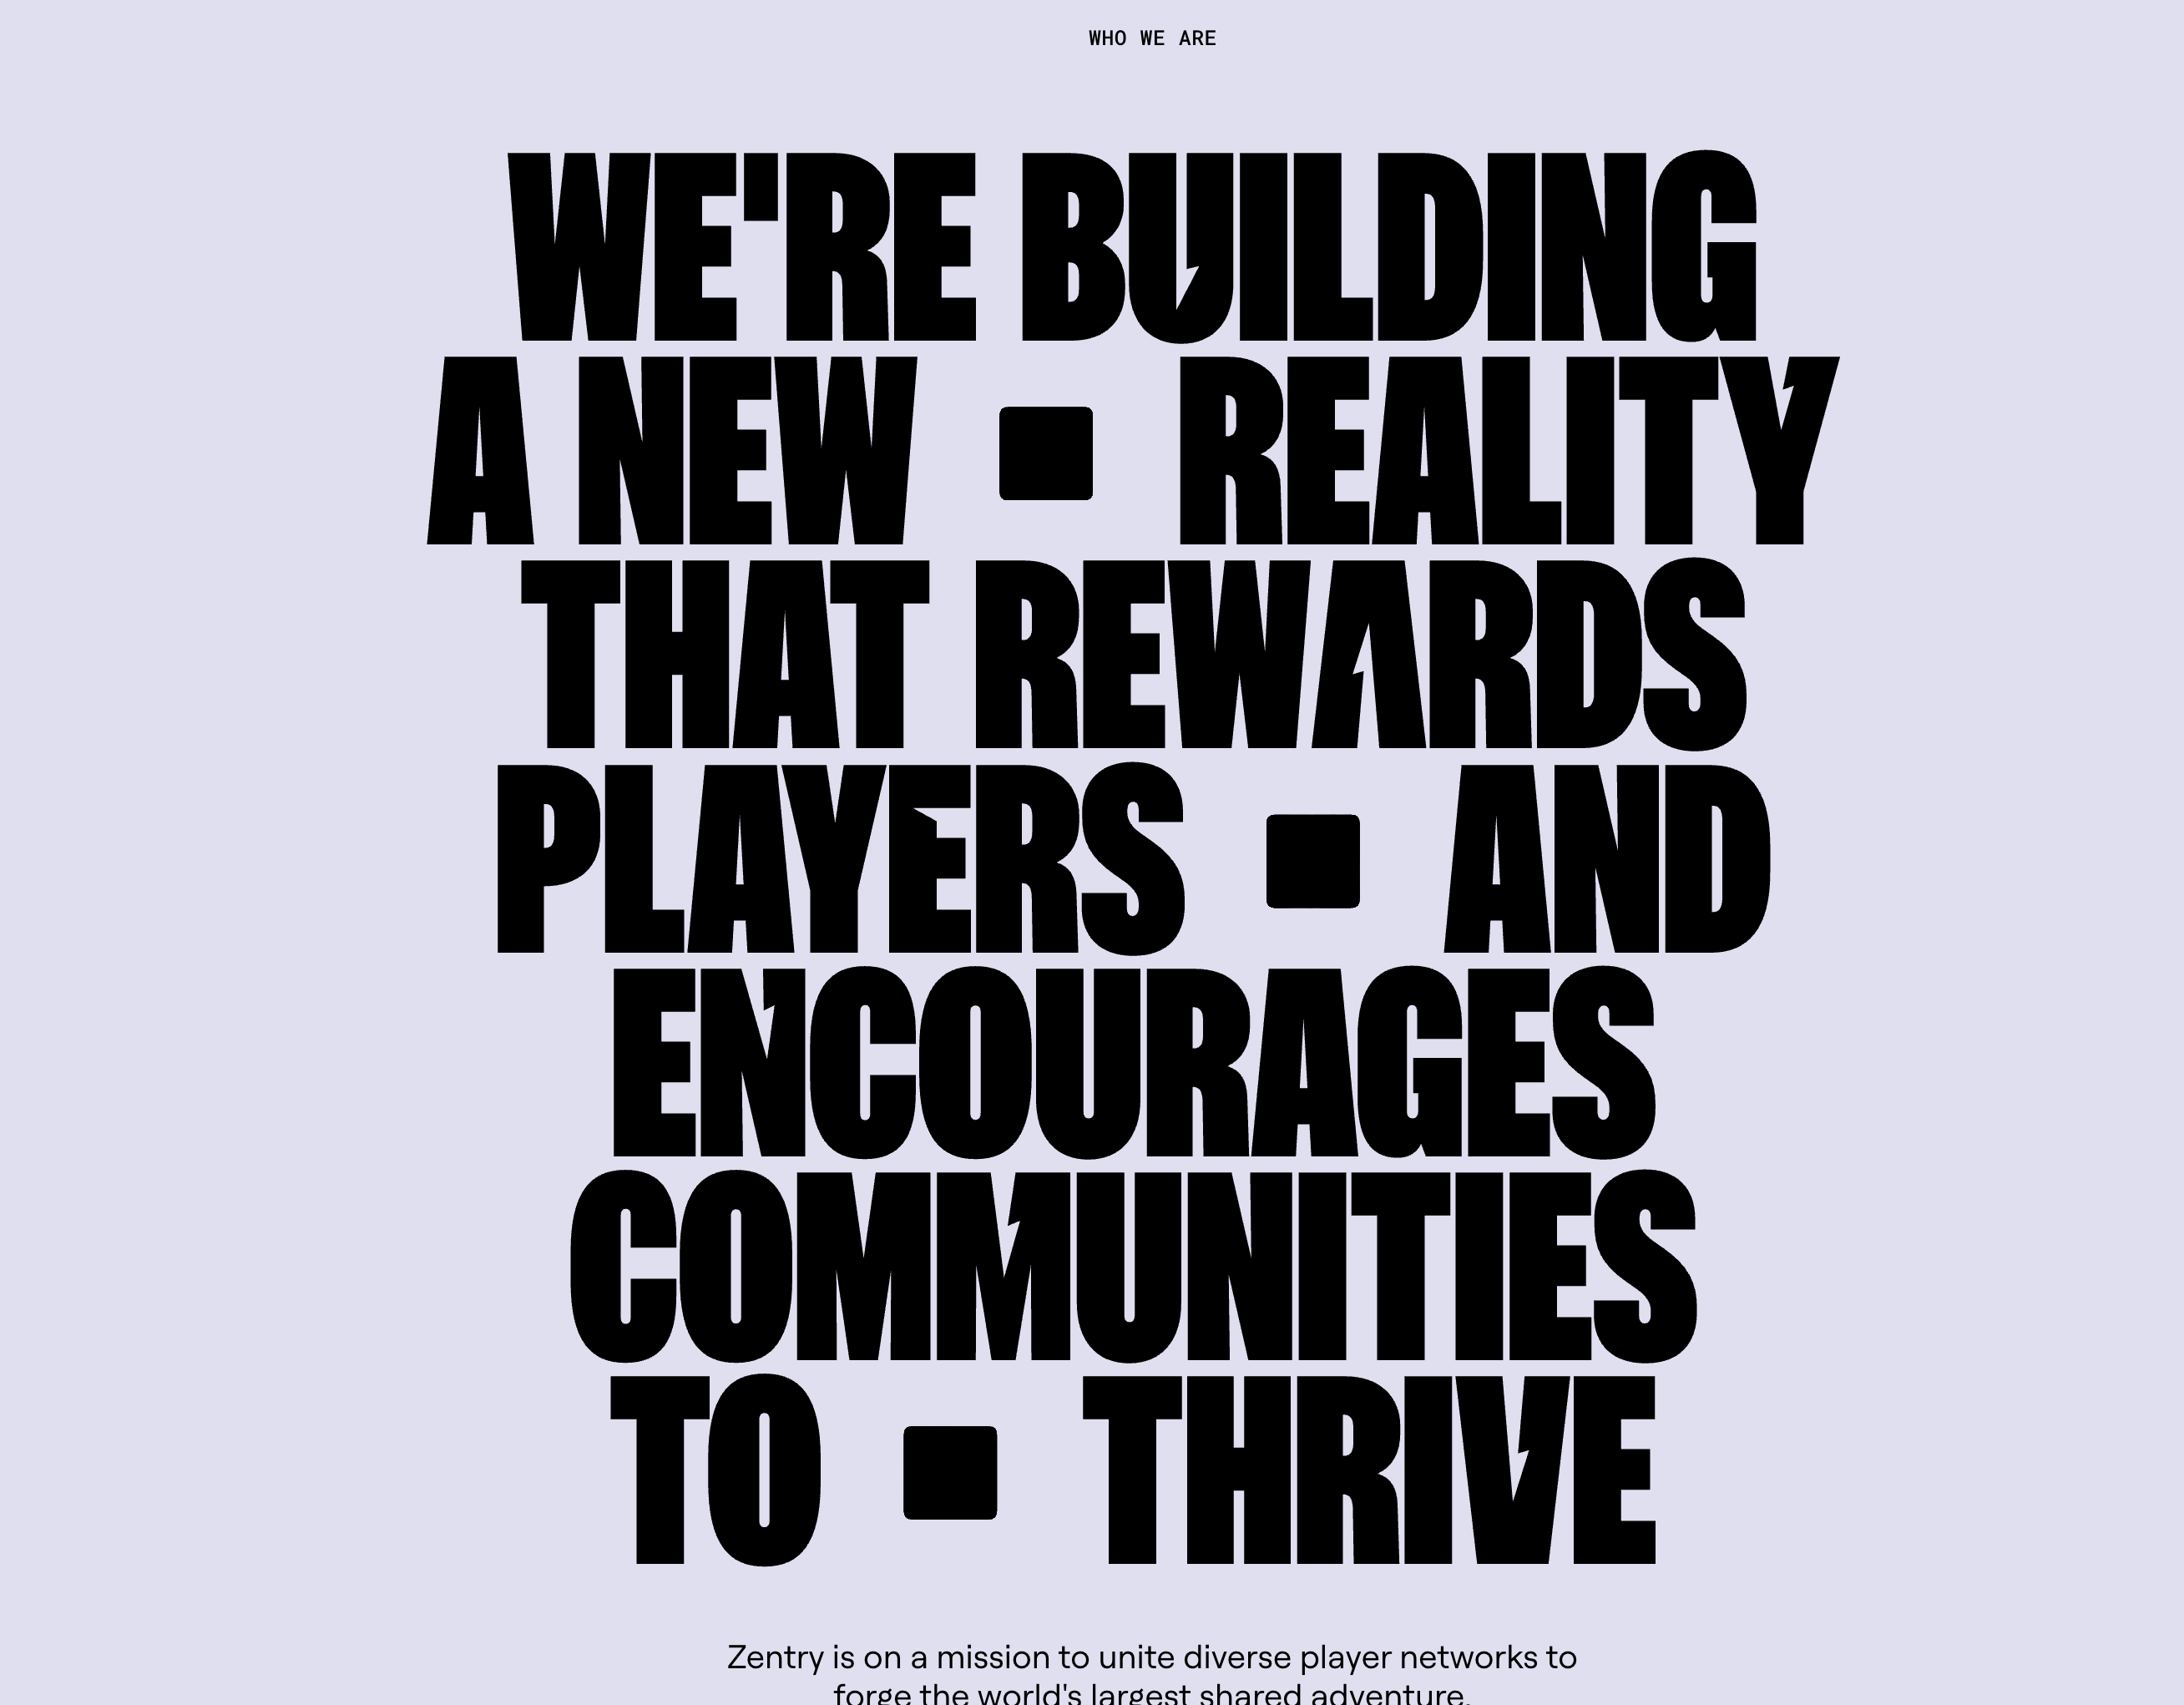 WHO WE ARE
WE'RE BUILDING
A NEW REALITY
THAT REWARDS
PLAYERS AND
ENCOURAGES
COMMUNITIES
TO THRIVE
Zentry is on a mission to unite diverse player networks to
forge the world's largest shared adventure.